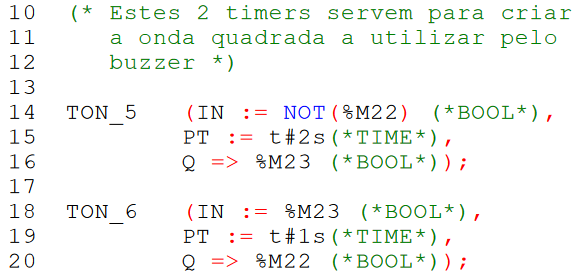 10 (* Estes 2 timers servem para criar
11 a onda quadrada a utilizar pelo
12 buzzer *)
13
14 TON_5 (IN := NOT(%M22) (*BOOL*),
15 PT := t#2s(*TIME*),
16 Q => %M23 (*BOOL*));
17
18 TON_6 (IN := %M23 (*BOOL*),
19 PT := t#1s(*TIME*),
20 Q => %M22 (*BOOL*));